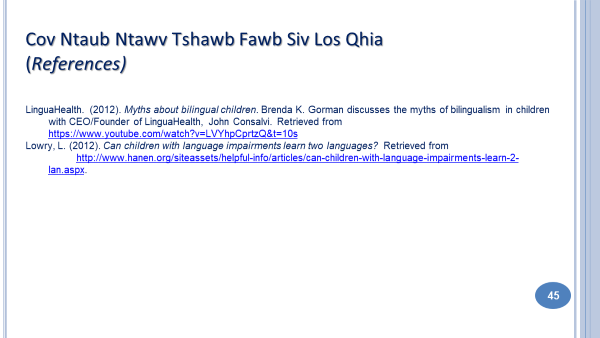 Cov Ntaub Ntawv Tshawb Fawb Siv Los Qhia
(References)
LinguaHealth. (2012). Myths about bilingual children. Brenda K. Gorman discusses the myths of bilingualism in children
with CEO/Founder of LinguaHealth, John Consalvi. Retrieved from
https://www.youtube.com/watch?v=LVYhpCprtzQ&t=10s
Lowry, L. (2012). Can children with language impairments learn two languages? Retrieved from
http://www.hanen.org/siteassets/helpful-info/articles/can-children-with-language-impairments-learn-2-
lan.aspx.
45